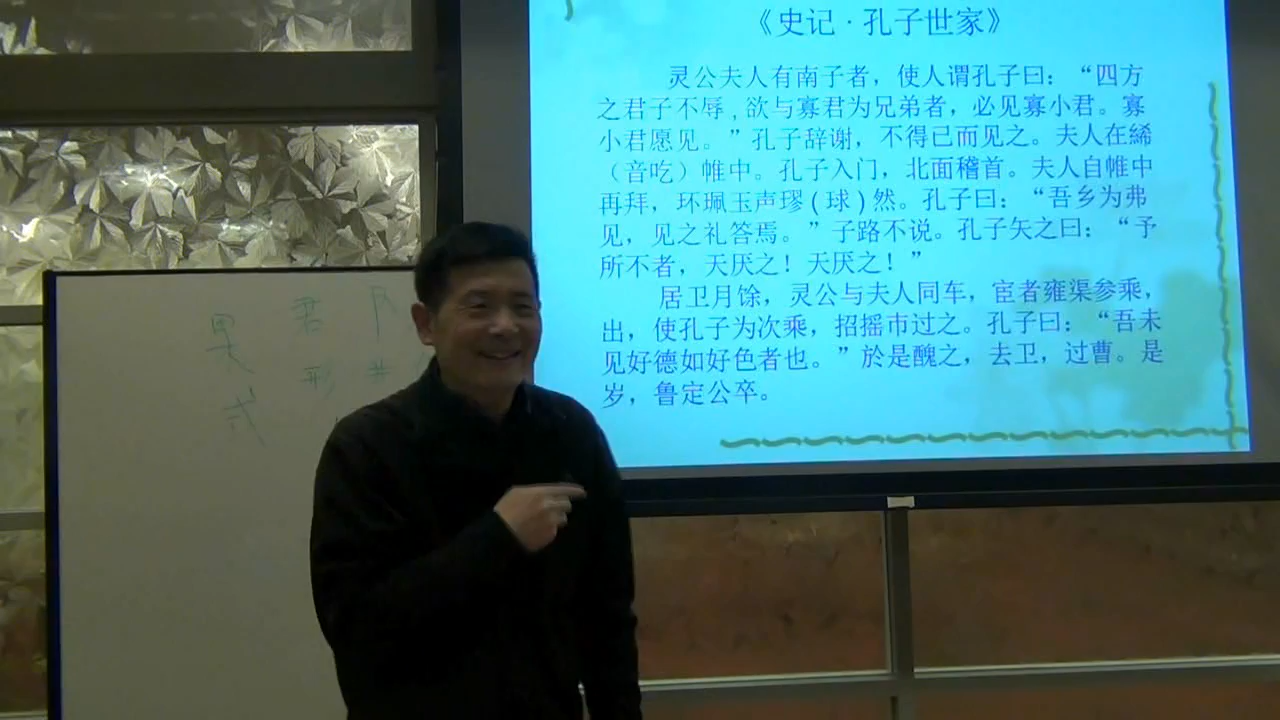 《史记·孔子世家》
灵公夫人有南子者，使人谓孔子曰：“四方
之君子不辱,欲与寡君为兄弟者，必见寡小君。寡
小君愿见。”孔子辞谢，不得已而见之。夫人在絺
（音吃）帷中。孔子入门，北面稽首。夫人自帷中
再拜，环珮玉声璆(球)然。孔子曰：“吾乡为弗
见，见之礼答焉。”子路不说。孔子矢之曰：“予
所不者，天厌之！天厌之！”
居卫月馀，灵公与夫人同车，宦者雍渠参乘，
出，使孔子为次乘，招摇市过之。孔子曰：“吾未
见好德如好色者也。”於是醜之，去卫，过曹。是
岁，鲁定公卒。
君
形
式